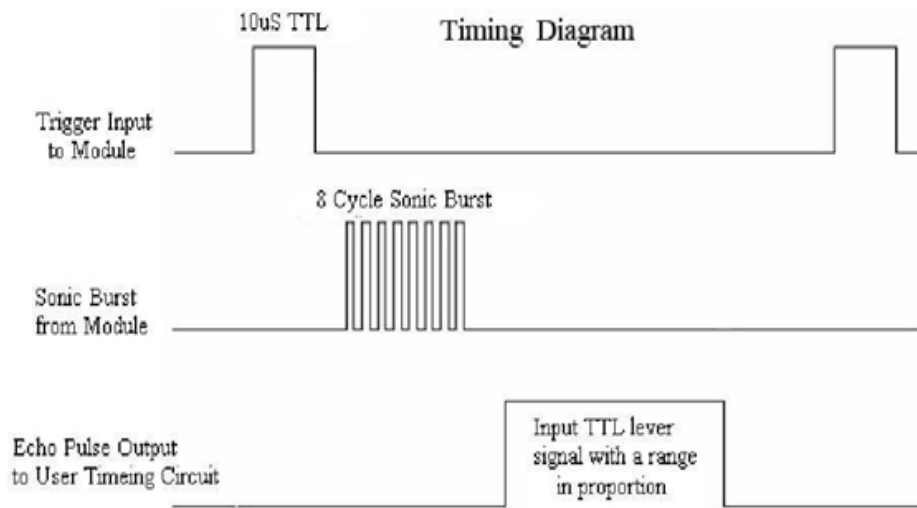 10uS TTL
Timing Diagram
Trigger Input
to Module
8 Cycle Sonic Burst
Sonic Burst
from Module
Echo Pulse Output
to User Timeing Circuit
Input TTL lever
signal with a range
in proportion